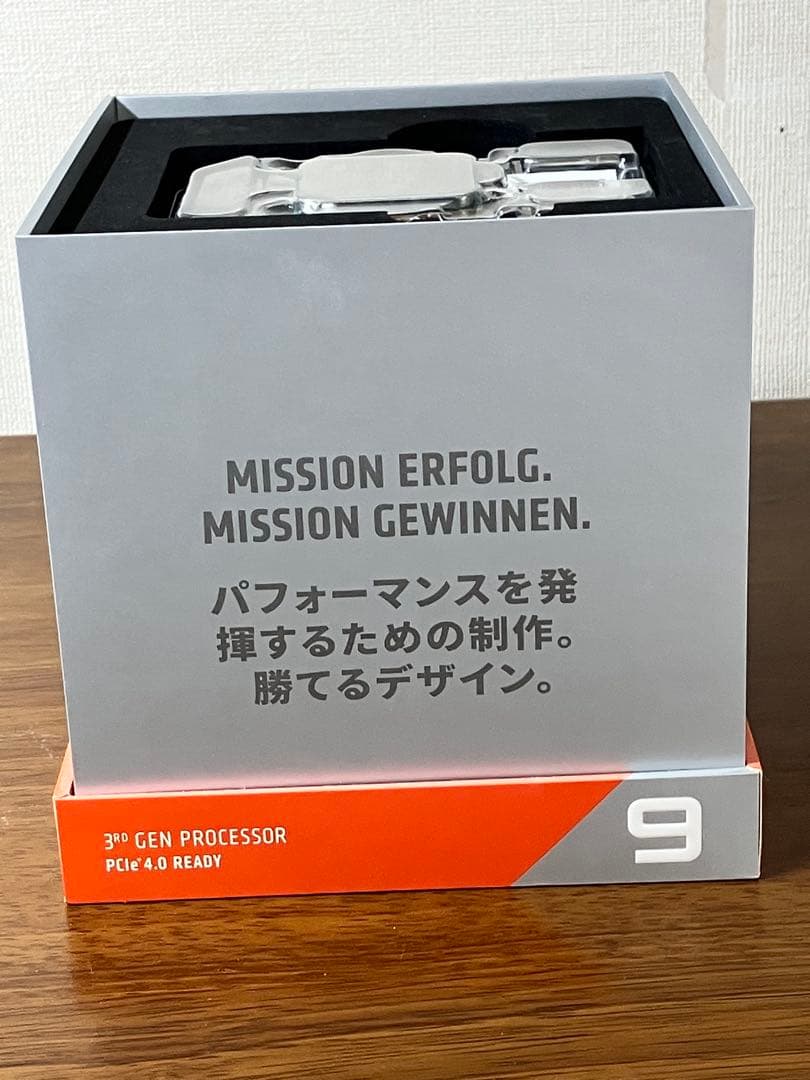 MISSION ERFOLG.
MISSION GEWINNEN.
パフォーマンスを発
揮するための制作。
勝てるデザイン。
3RD GEN PROCESSOR
PCIe® 4.0 READY
9